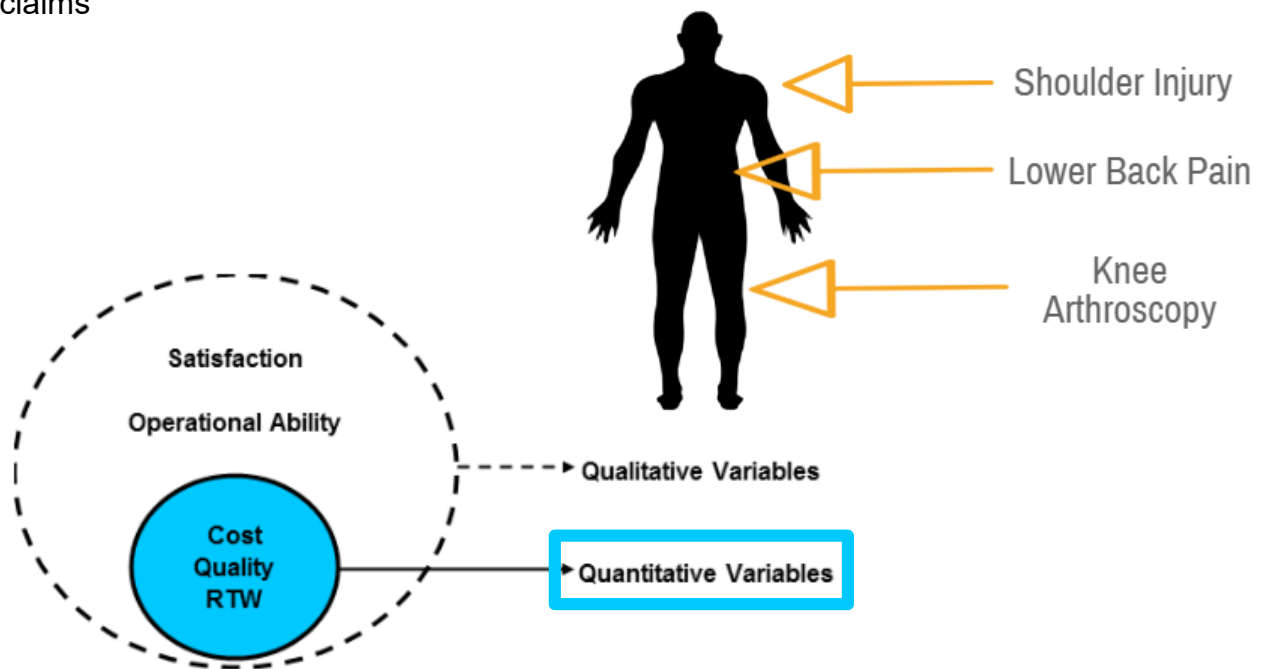 claims
Shoulder Injury
Lower Back Pain
Knee
Arthroscopy
Satisfaction
Operational Ability
Qualitative Variables
Cost
Quality
RTW
Quantitative Variables